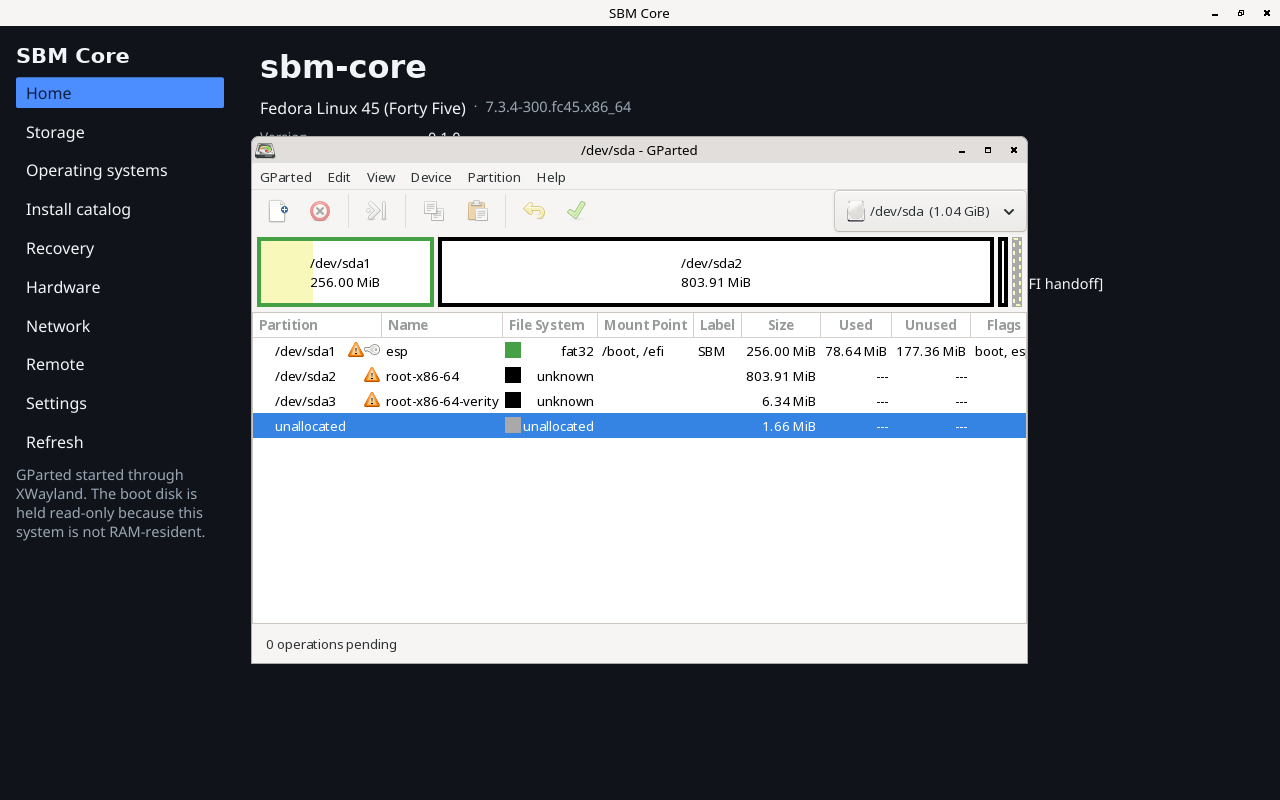 SBM Core
SBM Core
Home
Storage
Operating systems
Install catalog
Recovery
Hardware
Network
Remote
Settings
Refresh
GParted started through
XWayland. The boot disk is
held read-only because this
system is not RAM-resident.
sbm-core
Fedora Linux 45 (Forty Five) · 7.3.4-300.fc45.x86_64
Version 0.1.0
FI handoff]
/dev/sda - GParted
GParted Edit View Device Partition Help
/dev/sda (1.04 GiB)
/dev/sda1
256.00 MiB
/dev/sda2
803.91 MiB
Partition Name File System Mount Point Label Size Used Unused Flags
/dev/sda1 esp fat32 /boot, /efi SBM 256.00 MiB 78.64 MiB 177.36 MiB boot, es
/dev/sda2 root-x86-64 unknown 803.91 MiB --- ---
/dev/sda3 root-x86-64-verity unknown 6.34 MiB --- ---
unallocated unallocated 1.66 MiB --- ---
0 operations pending